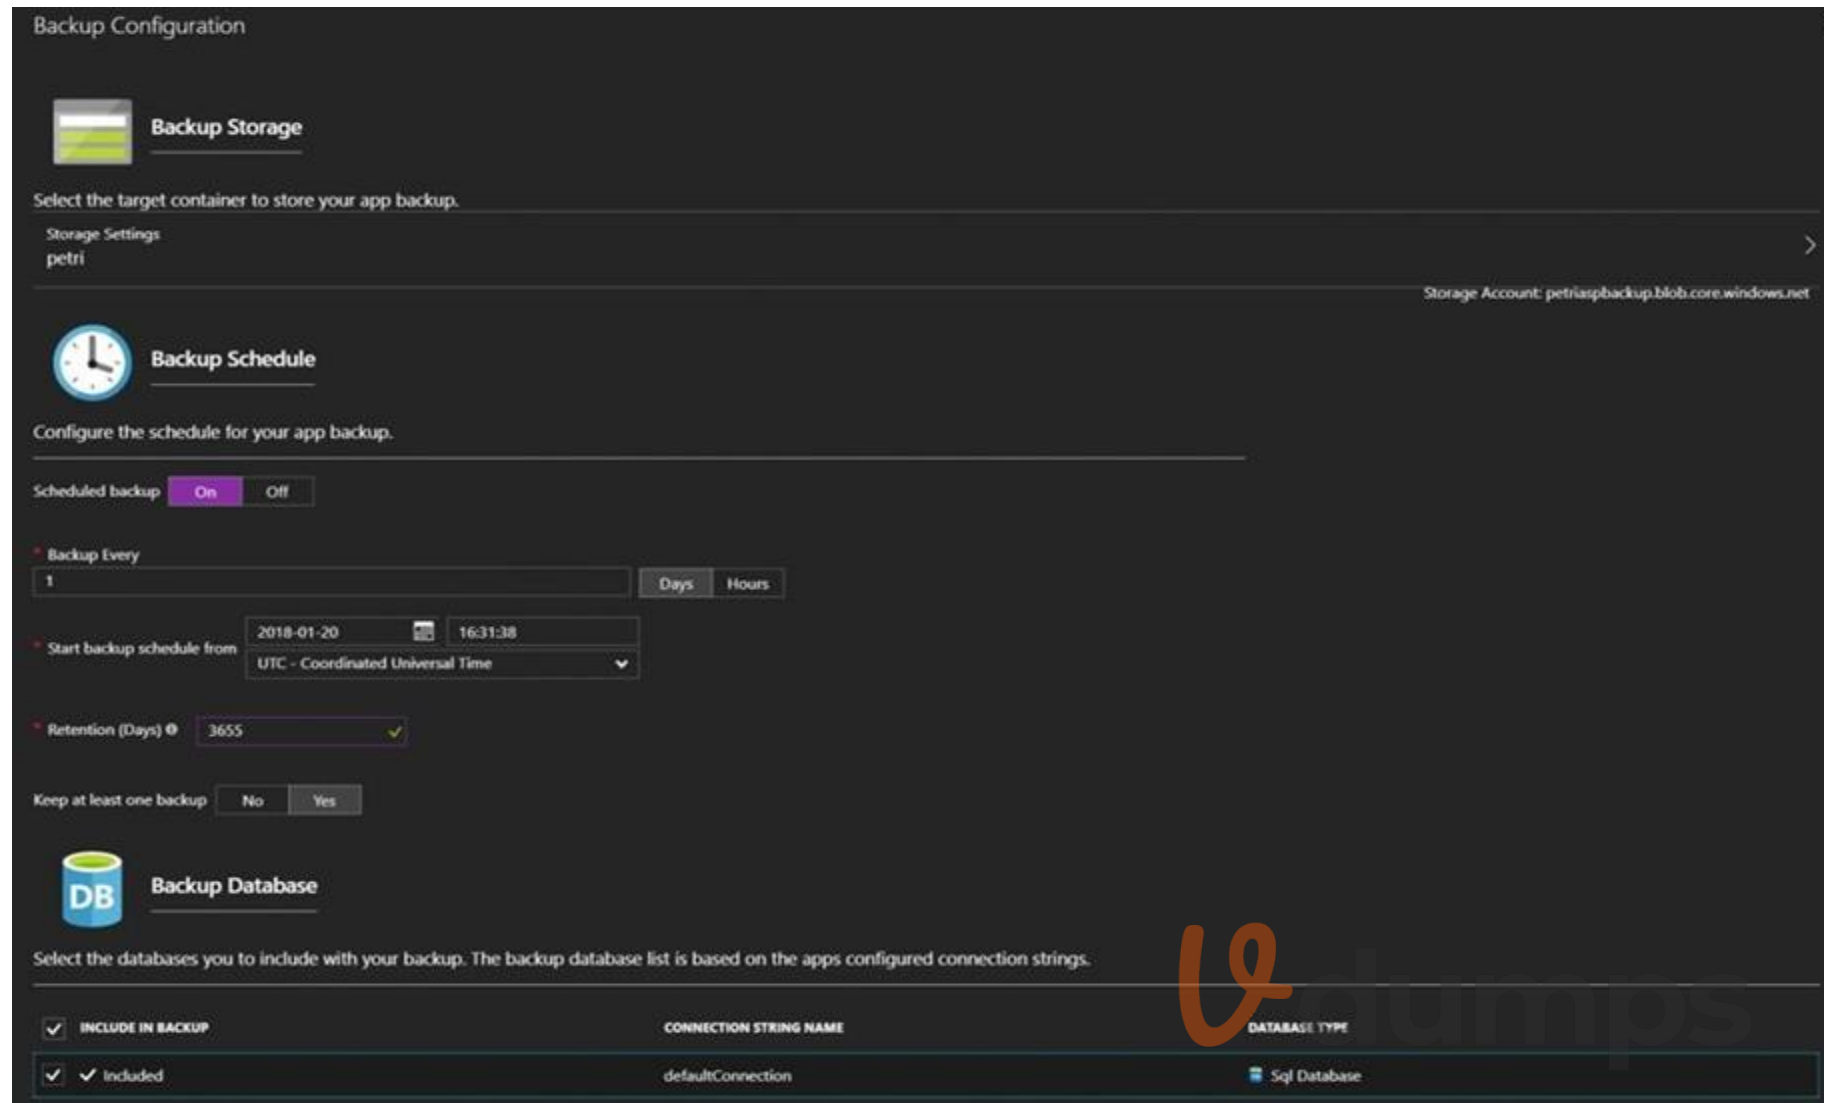 Backup Configuration
Backup Storage
Select the target container to store your app backup.
Storage Settings
petri
Storage Account: petriaspbackup.blob.core.windows.net
Backup Schedule
Configure the schedule for your app backup.
Scheduled backup On Off
* Backup Every
1 Days Hours
2018-01-20 16:31:38
* Start backup schedule from
UTC - Coordinated Universal Time
* Retention (Days) 3655
Keep at least one backup No Yes
DB Backup Database
Select the databases you to include with your backup. The backup database list is based on the apps configured connection strings.
INCLUDE IN BACKUP CONNECTION STRING NAME DATABASE TYPE
Included defaultConnection Sql Database
Vdumps